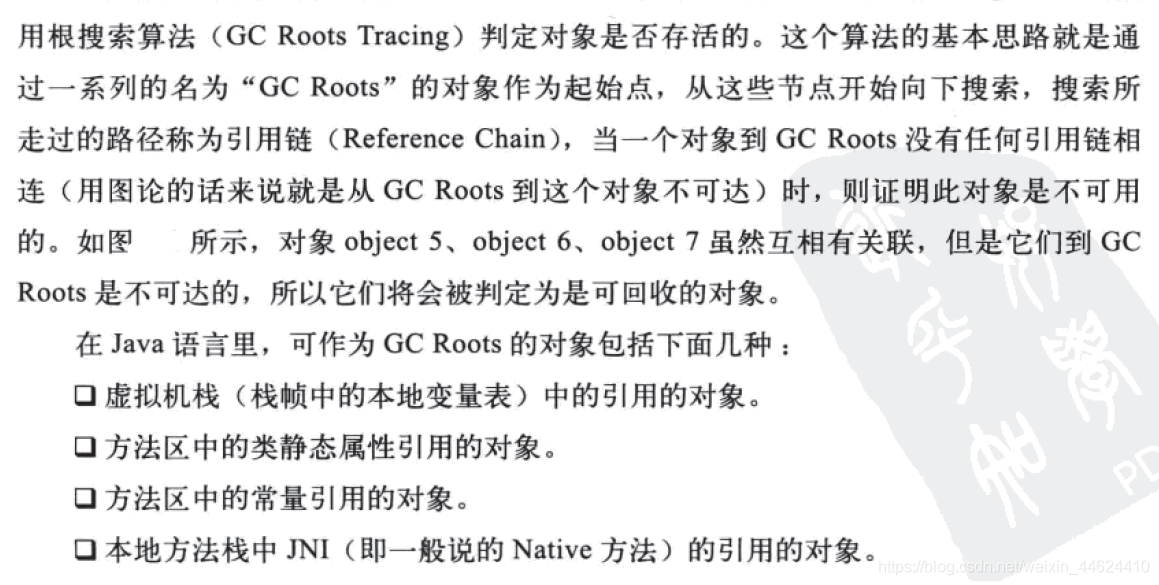 用根搜索算法（GC Roots Tracing）判定对象是否存活的。这个算法的基本思路就是通
过一系列的名为“GC Roots”的对象作为起始点，从这些节点开始向下搜索，搜索所
走过的路径称为引用链（Reference Chain），当一个对象到 GC Roots 没有任何引用链相
连（用图论的话来说就是从 GC Roots 到这个对象不可达）时，则证明此对象是不可用
的。如图 所示，对象 object 5、object 6、object 7 虽然互相有关联，但是它们到 GC
Roots 是不可达的，所以它们将会被判定为是可回收的对象。
在 Java 语言里，可作为 GC Roots 的对象包括下面几种：
❑ 虚拟机栈（栈帧中的本地变量表）中的引用的对象。
❑ 方法区中的类静态属性引用的对象。
❑ 方法区中的常量引用的对象。
❑ 本地方法栈中 JNI（即一般说的 Native 方法）的引用的对象。
PD
https://blog.csdn.net/weixin_44624410